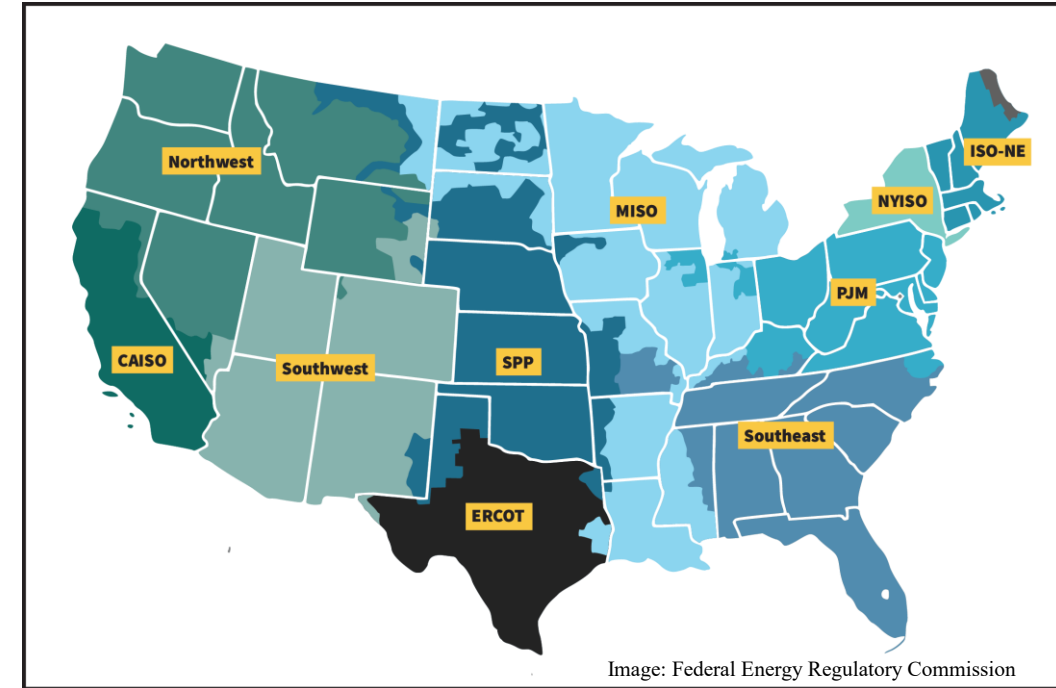 ISO-NE
Northwest
NYISO
MISO
PJM
CAISO
Southwest
SPP
Southeast
ERCOT
Image: Federal Energy Regulatory Commission